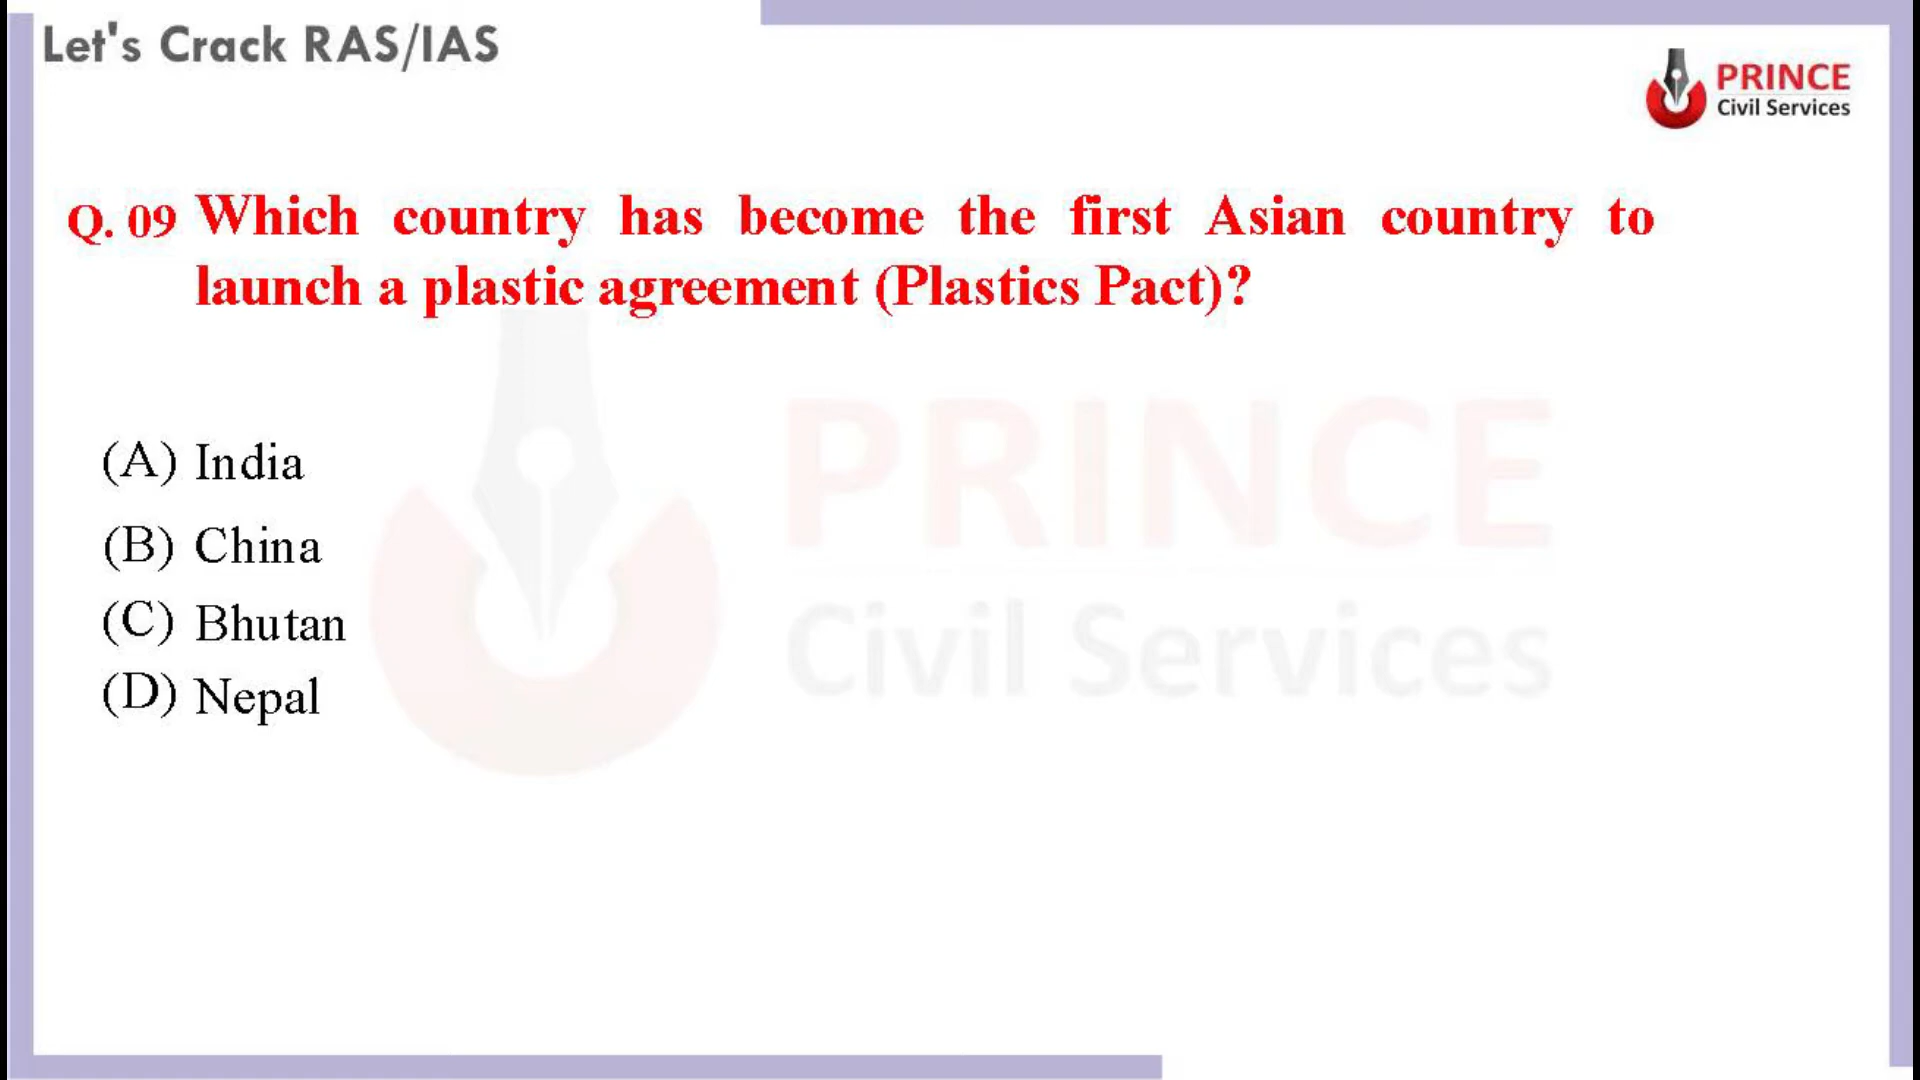 Let's Crack RAS/IAS
PRINCE
Civil Services
Q. 09 Which country has become the first Asian country to
launch a plastic agreement (Plastics Pact)?
PRINCE
Civil Services
(A) India
(B) China
(C) Bhutan
(D) Nepal